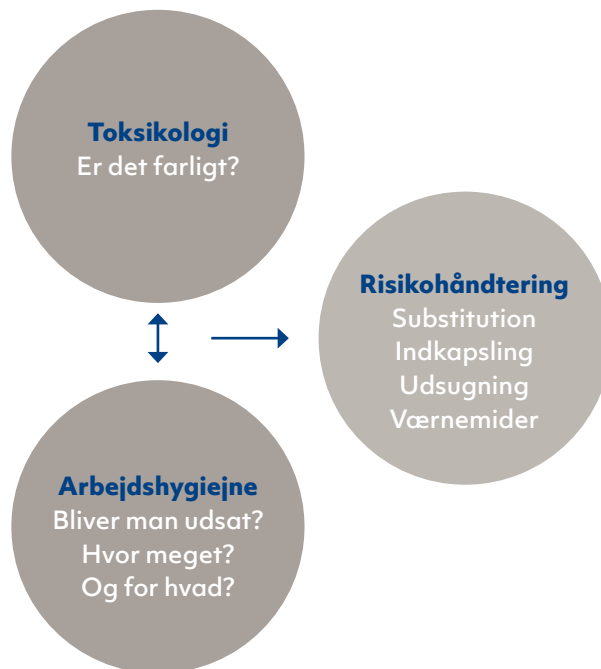 Toksikologi
Er det farligt?
Risikohåndtering
Substitution
Indkapsling
Udsugning
Værnemider
Arbejdshygiejne
Bliver man udsat?
Hvor meget?
Og for hvad?